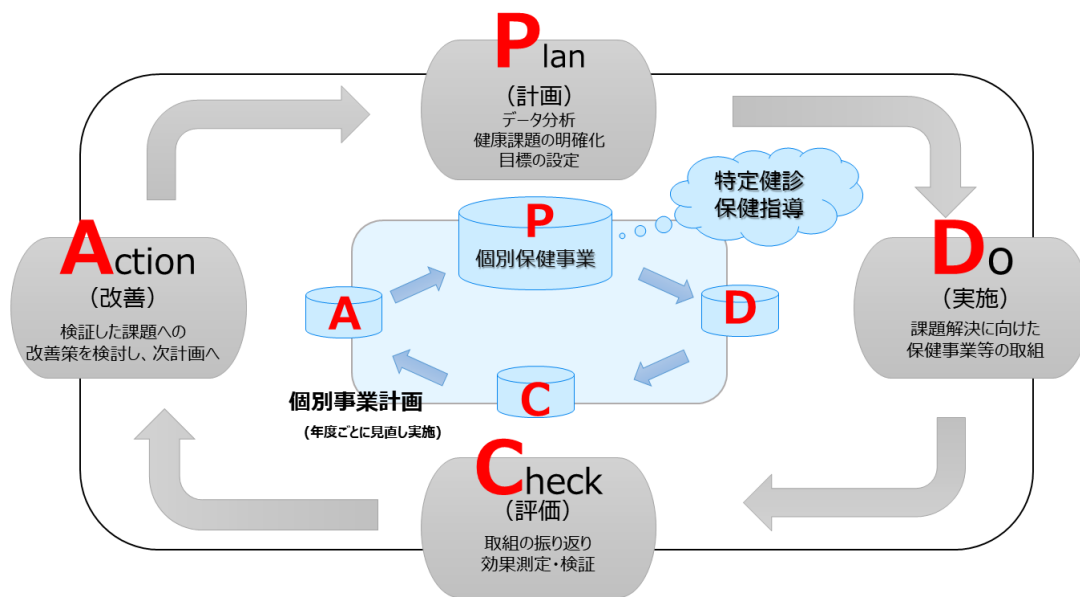 Plan
（計画）
データ分析
健康課題の明確化
目標の設定
特定健診
保健指導
Action
（改善）
検証した課題への
改善策を検討し、次計画へ
P
個別保健事業
A
D
C
Do
（実施）
課題解決に向けた
保健事業等の取組
個別事業計画
(年度ごとに見直し実施)
Check
（評価）
取組の振り返り
効果測定・検証